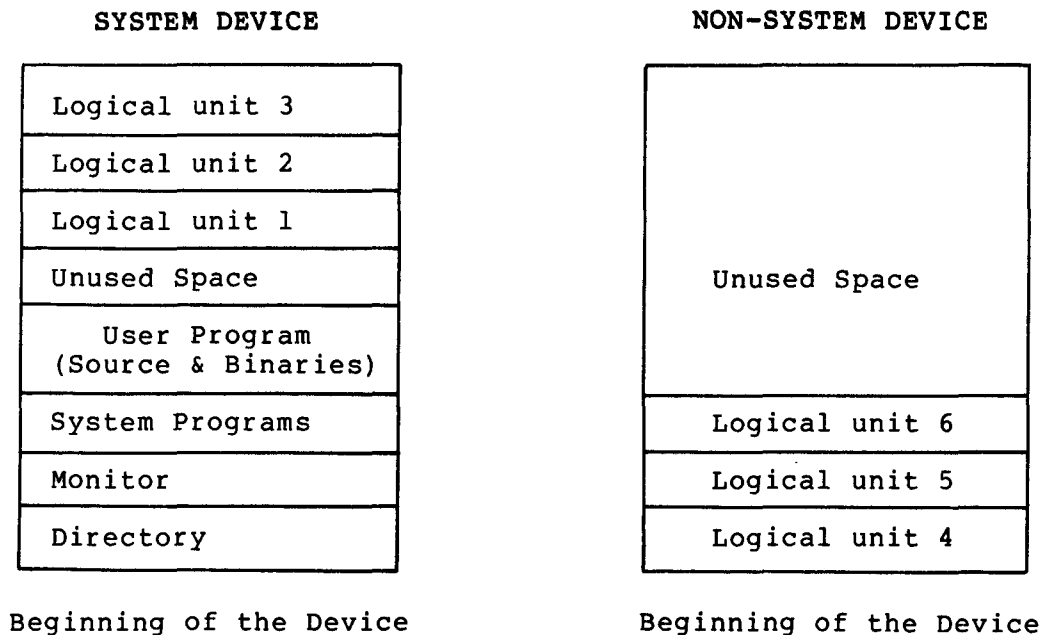 SYSTEM DEVICE
Logical unit 3
Logical unit 2
Logical unit 1
Unused Space
User Program
(Source & Binaries)
System Programs
Monitor
Directory
Beginning of the Device
NON-SYSTEM DEVICE
Unused Space
Logical unit 6
Logical unit 5
Logical unit 4
Beginning of the Device